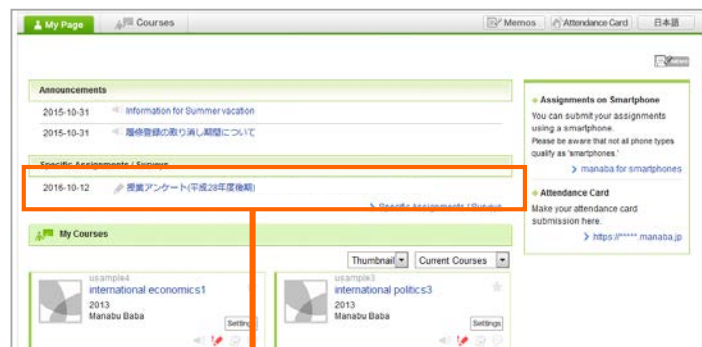 My Page
Courses
Memos
Attendance Card
日本語
Announcements
2015-10-31 Information for Summer vacation
2015-10-31 履修登録の取り消し期間について
Specific Assignments / Surveys
2016-10-12 授業アンケート(平成28年度後期)
Specific Assignments / Surveys
My Courses
Thumbnail
Current Courses
usample4
international economics1
2013
Manabu Baba
Settings
usample3
international politics3
2013
Manabu Baba
Settings
Assignments on Smartphone
You can submit your assignments
using a smartphone.
Please be aware that not all phone types
qualify as 'smartphones.'
manaba for smartphones
Attendance Card
Make your attendance card
submission here.
https://*****.manaba.jp